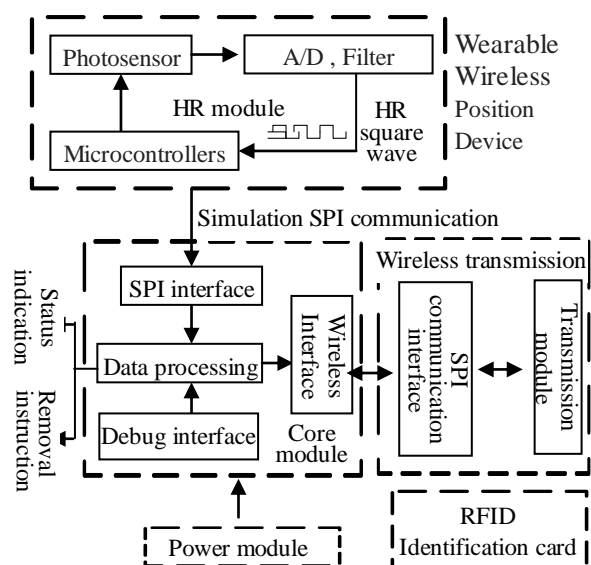 Photosensor
A/D , Filter
Wearable
Wireless
Position
Device
HR module
HR
square
wave
Microcontrollers
Simulation SPI communication
Wireless transmission
SPI interface
Status
indication
Data processing
Wireless
Interface
SPI
communication
interface
Transmission
module
Removal
instruction
Debug interface
Core
module
Power module
RFID
Identification card